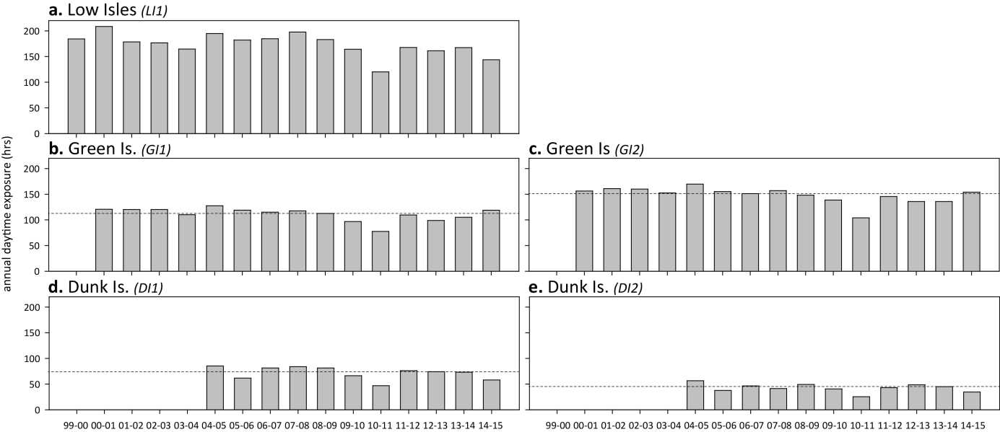 a. Low Isles (LI1)
200
150
100
50
0
annual daytime exposure (hrs)
b. Green Is. (GI1)
200
150
100
50
0
c. Green Is (GI2)
d. Dunk Is. (DI1)
200
150
100
50
0
99-00 00-01 01-02 02-03 03-04 04-05 05-06 06-07 07-08 08-09 09-10 10-11 11-12 12-13 13-14 14-15
e. Dunk Is. (DI2)
99-00 00-01 01-02 02-03 03-04 04-05 05-06 06-07 07-08 08-09 09-10 10-11 11-12 12-13 13-14 14-15